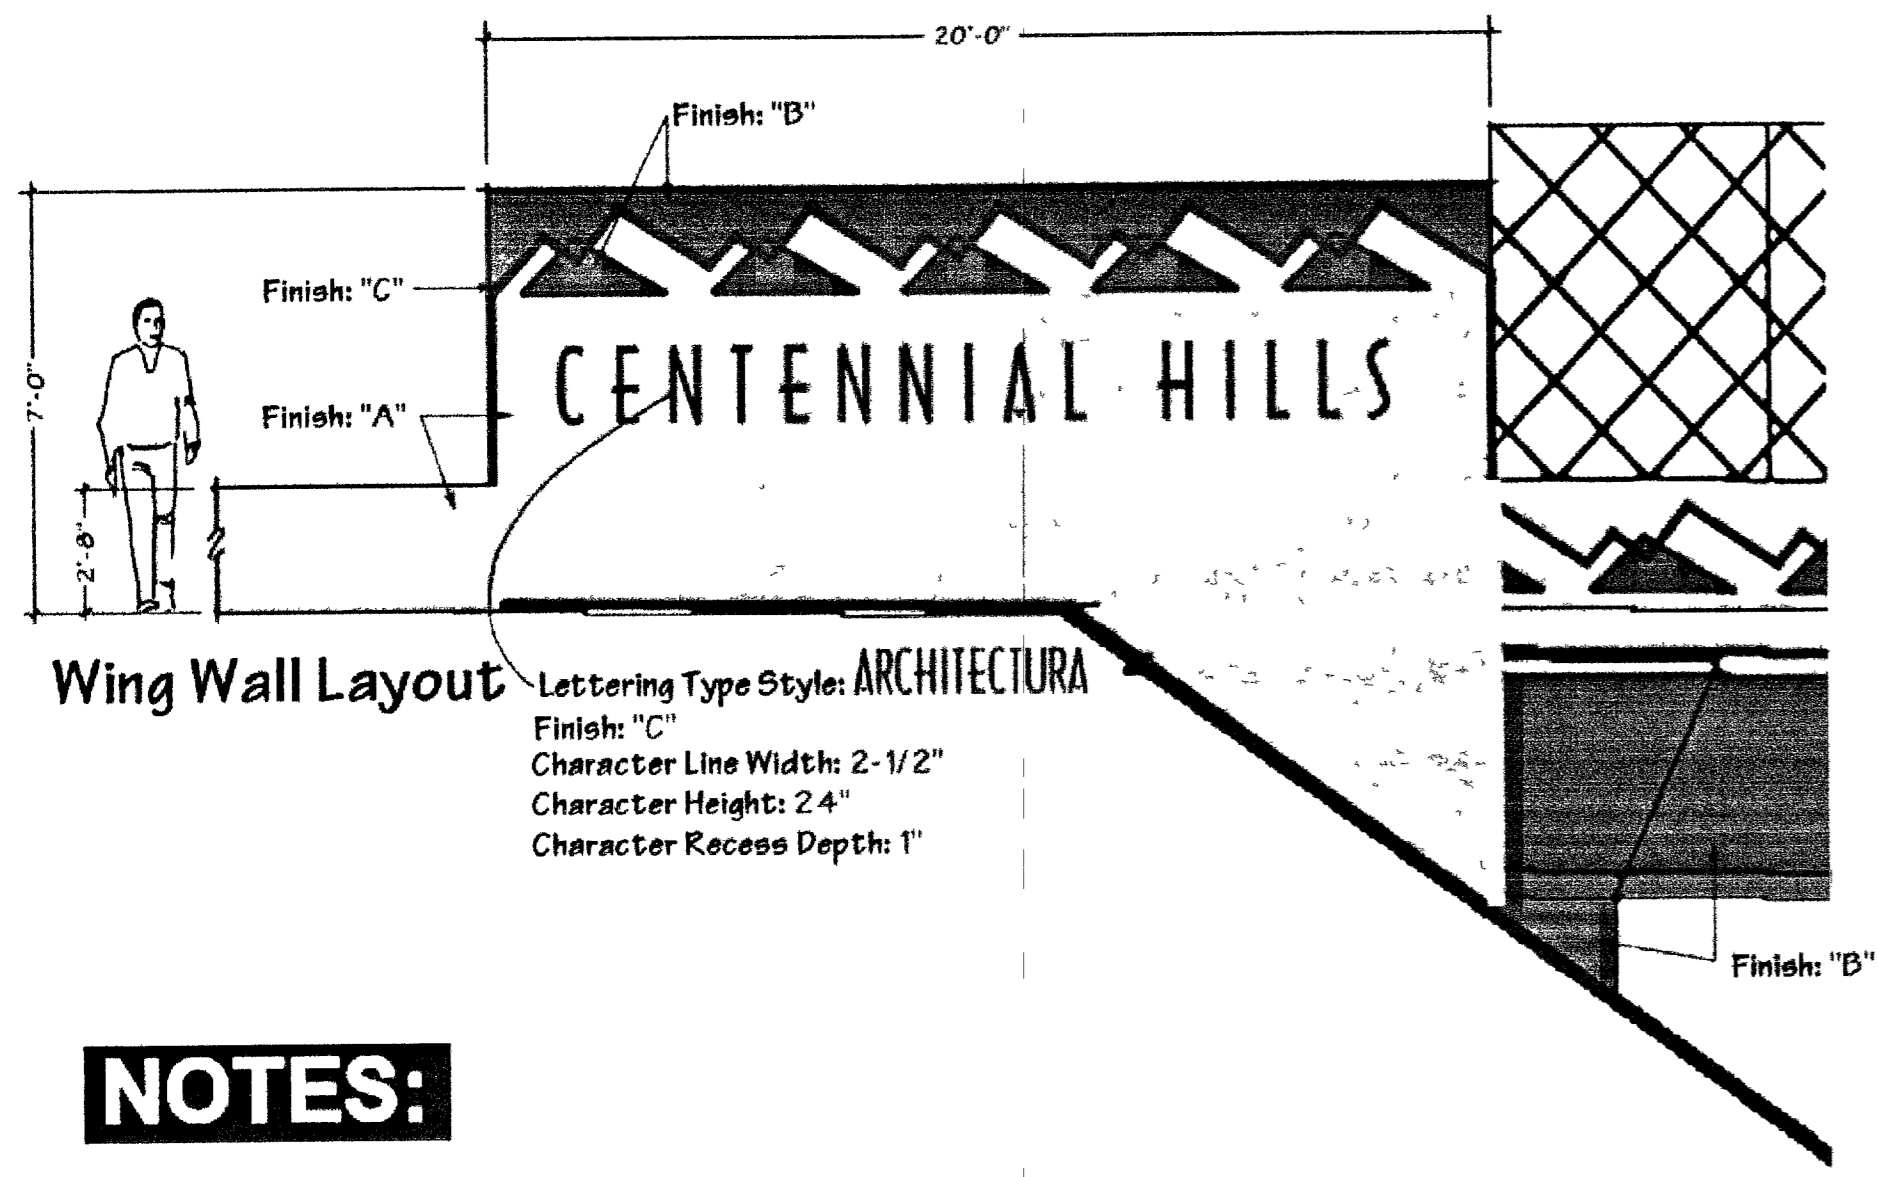 20'-0"
Finish: "B"
Finish: "C"
7'-0"
CENTENNIAL HILLS
Finish: "A"
2'-8"
Wing Wall Layout
Lettering Type Style: ARCHITECTURA
Finish: "C"
Character Line Width: 2-1/2"
Character Height: 24"
Character Recess Depth: 1"
Finish: "B"
NOTES: